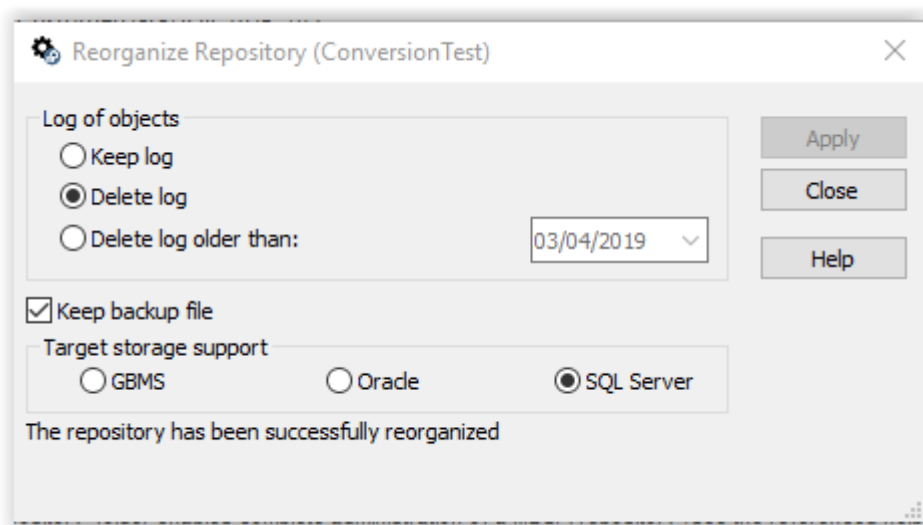 Reorganize Repository (ConversionTest)
Log of objects
Keep log
Delete log
Delete log older than: 03/04/2019
Apply
Close
Help
Keep backup file
Target storage support
GBMS Oracle SQL Server
The repository has been successfully reorganized